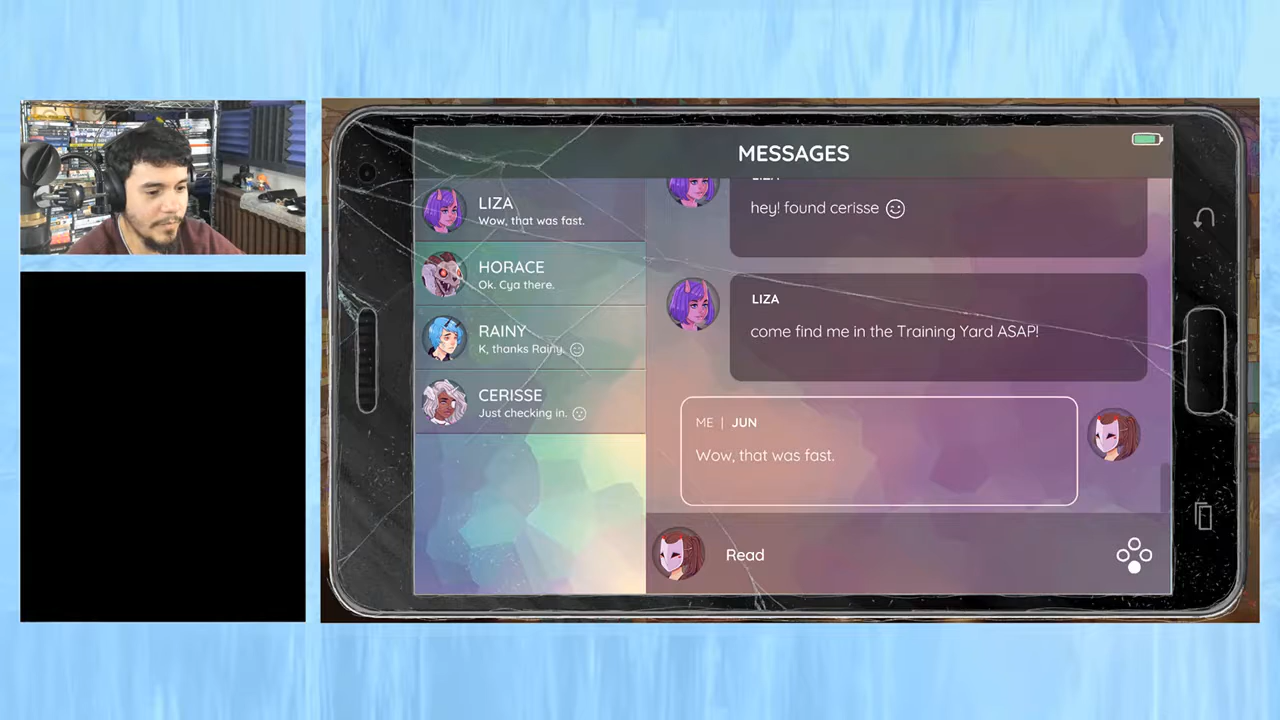 MESSAGES
LIZA
Wow, that was fast.
HORACE
Ok. Cya there.
RAINY
K, thanks Rainy.
CERISSE
Just checking in.
LIZA
hey! found cerisse
LIZA
come find me in the Training Yard ASAP!
ME | JUN
Wow, that was fast.
Read